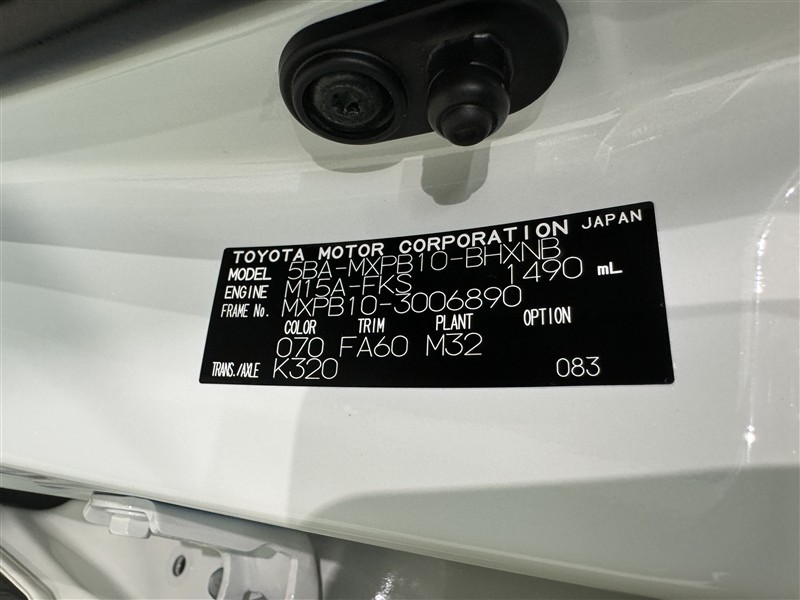 TOYOTA MOTOR CORPORATION JAPAN
MODEL 5BA-MXPB10-BHXNB
ENGINE M15A-FKS 1490 mL
FRAME No. MXPB10-3006890
COLOR TRIM PLANT OPTION
070 FA60 M32
TRANS./AXLE K320 083